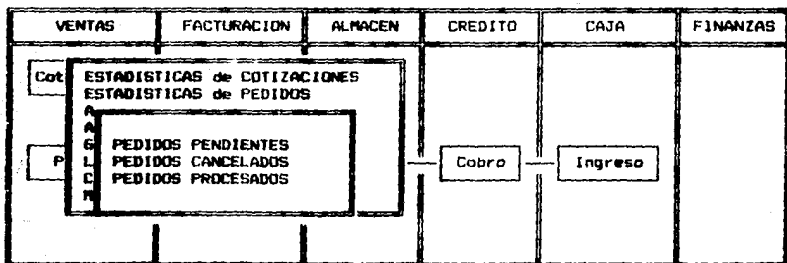 VENTAS FACTURACION ALMACEN CREDITO CAJA FINANZAS
Cot
ESTADISTICAS de COTIZACIONES
ESTADISTICAS de PEDIDOS
A
A
G PEDIDOS PENDIENTES
P L PEDIDOS CANCELADOS Cobro Ingreso
C PEDIDOS PROCESADOS
M